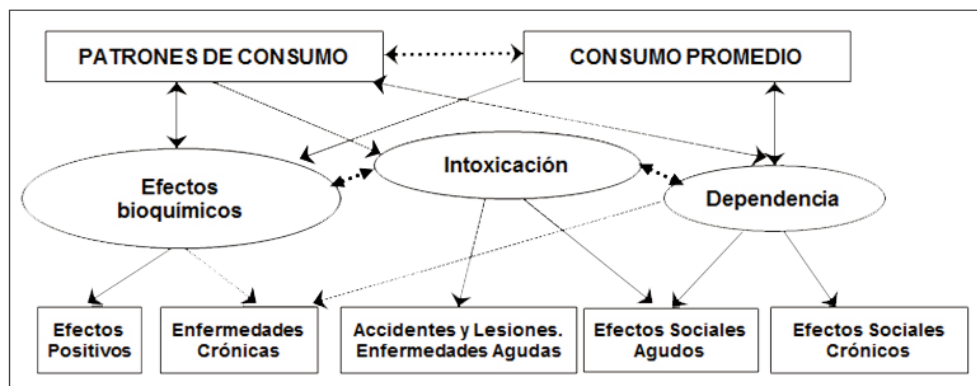 PATRONES DE CONSUMO
CONSUMO PROMEDIO
Efectos
bioquímicos
Intoxicación
Dependencia
Efectos
Positivos
Enfermedades
Crónicas
Accidentes y Lesiones.
Enfermedades Agudas
Efectos Sociales
Agudos
Efectos Sociales
Crónicos